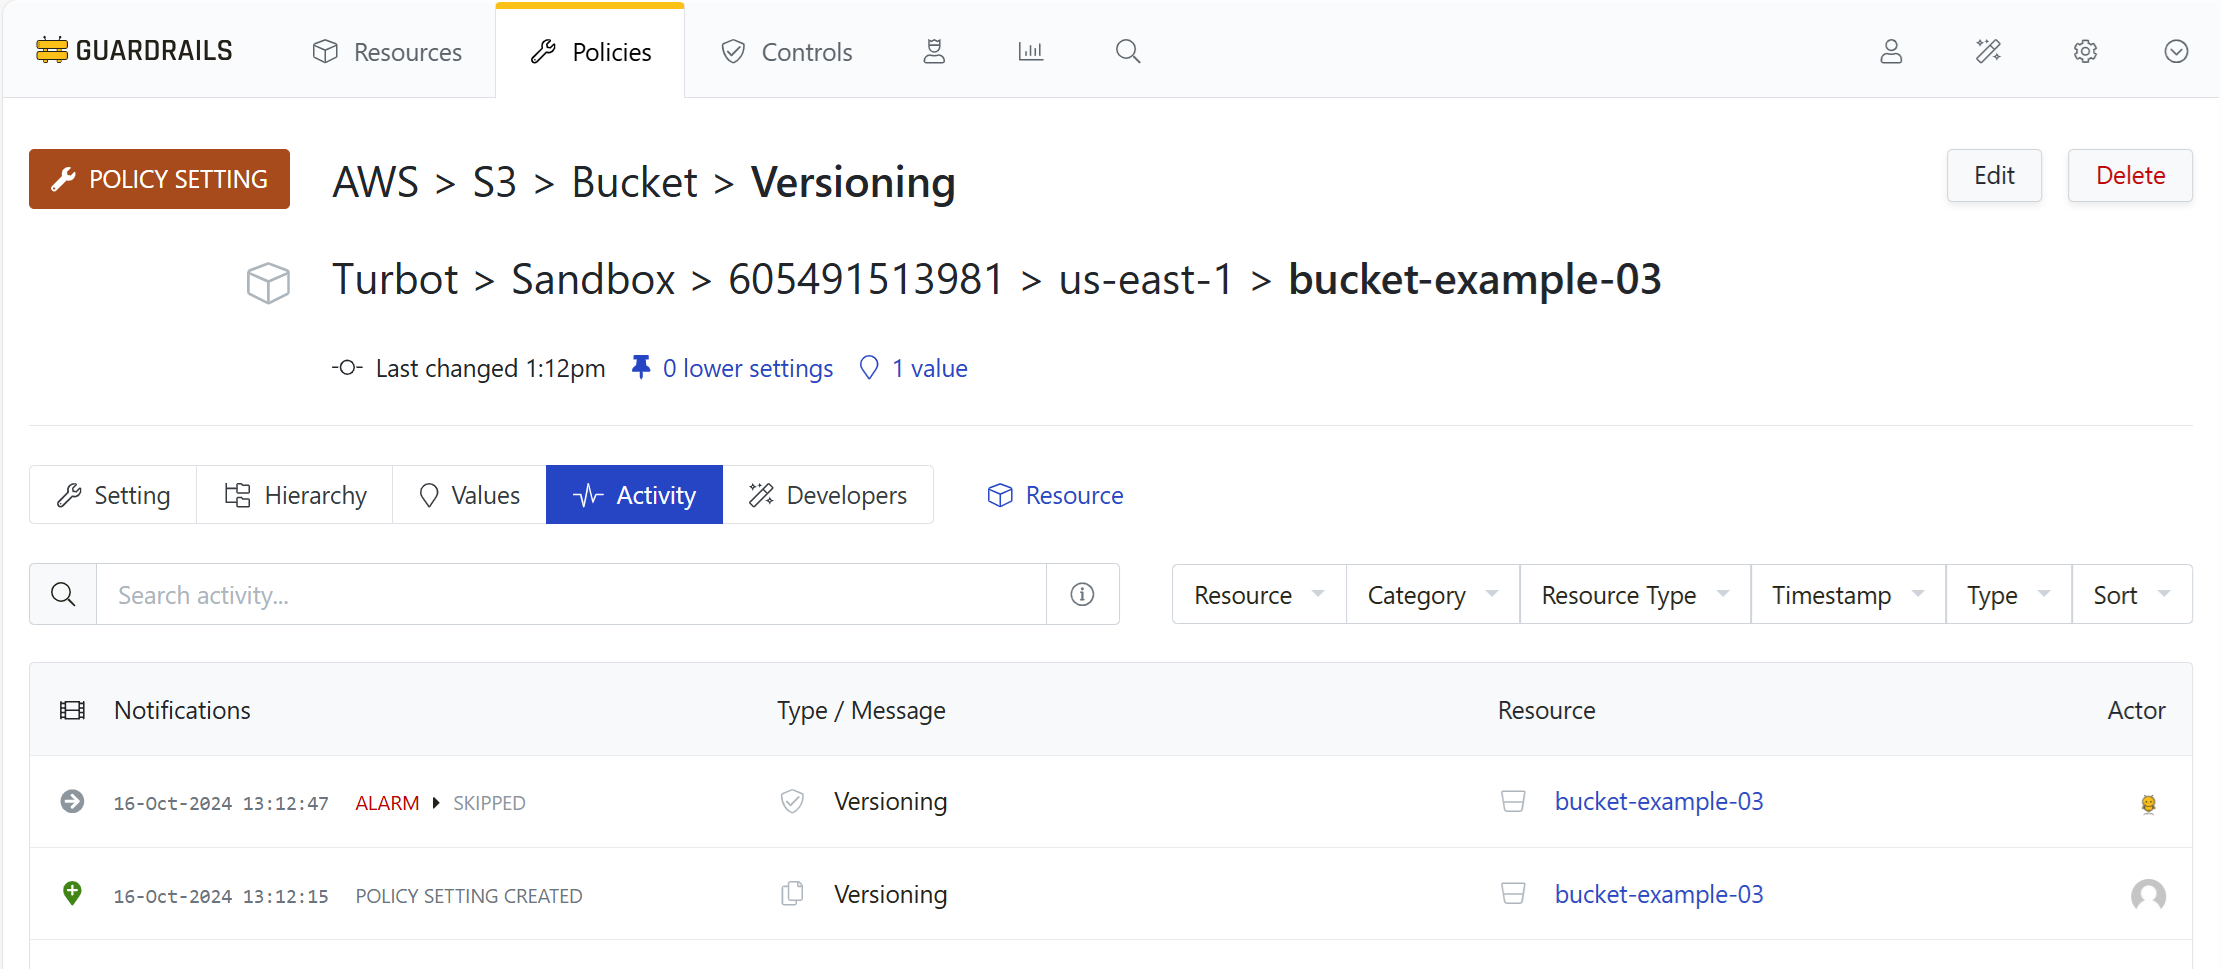 GUARDRAILS Resources Policies Controls
POLICY SETTING AWS > S3 > Bucket > Versioning Edit Delete
Turbot > Sandbox > 605491513981 > us-east-1 > bucket-example-03
Last changed 1:12pm 0 lower settings 1 value
Setting Hierarchy Values Activity Developers Resource
Search activity... Resource Category Resource Type Timestamp Type Sort
Notifications Type / Message Resource Actor
16-Oct-2024 13:12:47 ALARM SKIPPED Versioning bucket-example-03
16-Oct-2024 13:12:15 POLICY SETTING CREATED Versioning bucket-example-03